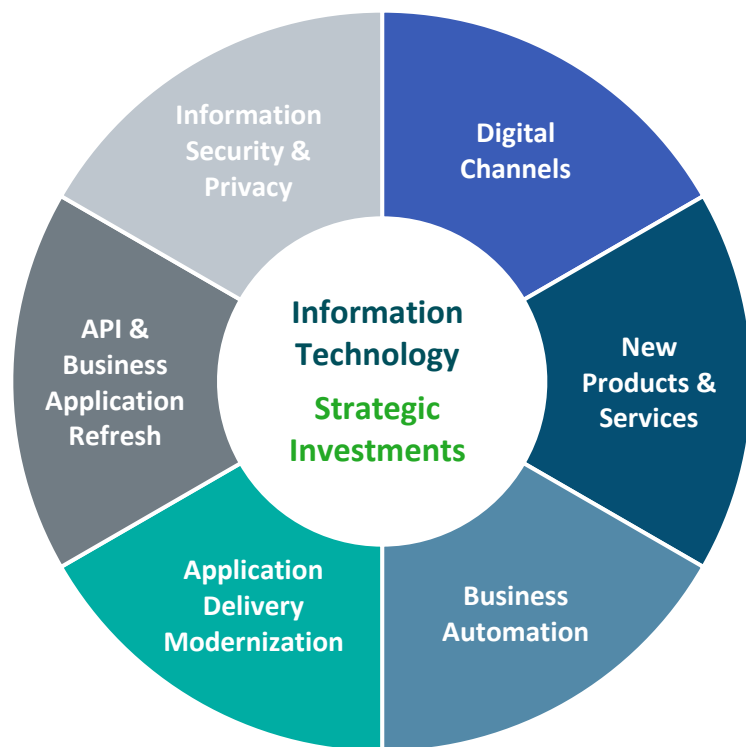 Information
Security &
Privacy
Digital
Channels
New
Products &
Services
Business
Automation
Application
Delivery
Modernization
API &
Business
Application
Refresh
Information
Technology
Strategic
Investments